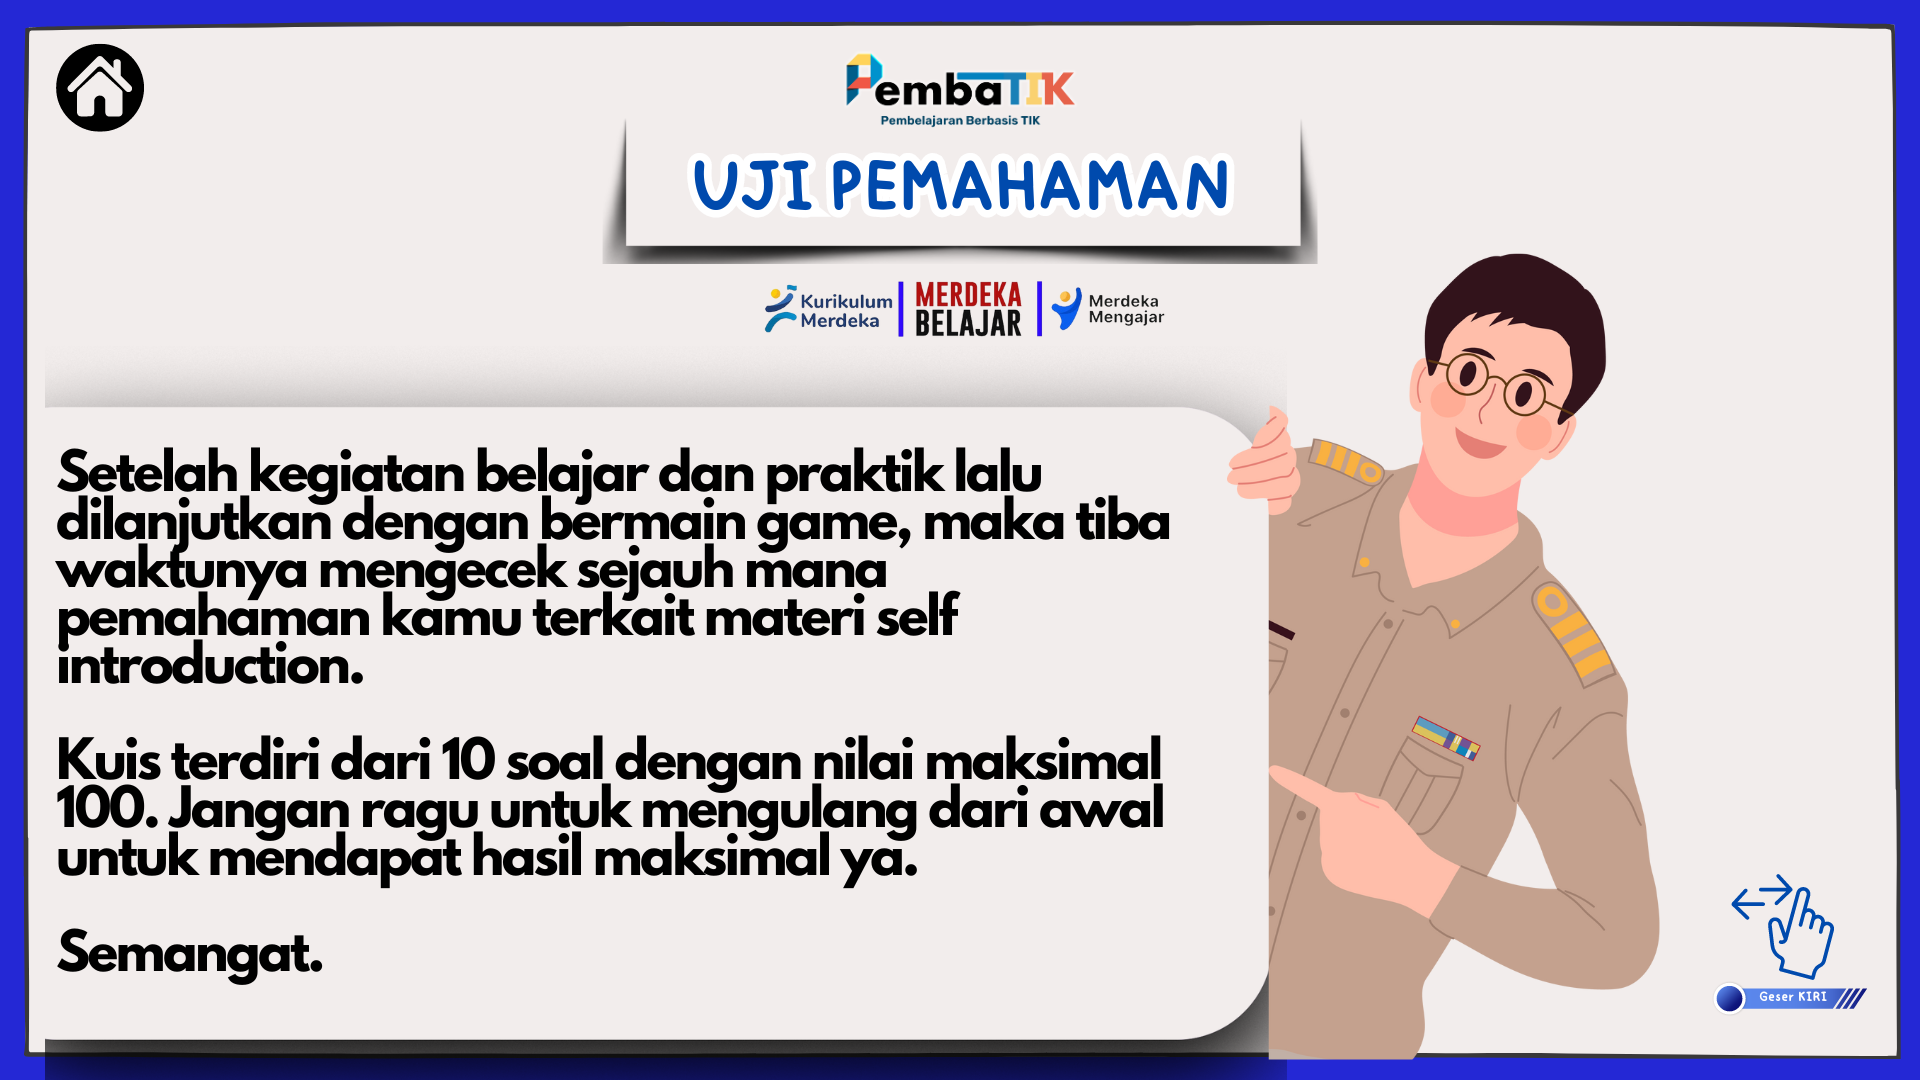 PembaTIK
Pembelajaran Berbasis TIK
UJI PEMAHAMAN
Kurikulum
Merdeka
MERDEKA
BELAJAR
Merdeka
Mengajar
Setelah kegiatan belajar dan praktik lalu
dilanjutkan dengan bermain game, maka tiba
waktunya mengecek sejauh mana
pemahaman kamu terkait materi self
introduction.
Kuis terdiri dari 10 soal dengan nilai maksimal
100. Jangan ragu untuk mengulang dari awal
untuk mendapat hasil maksimal ya.
Semangat.
Geser KIRI